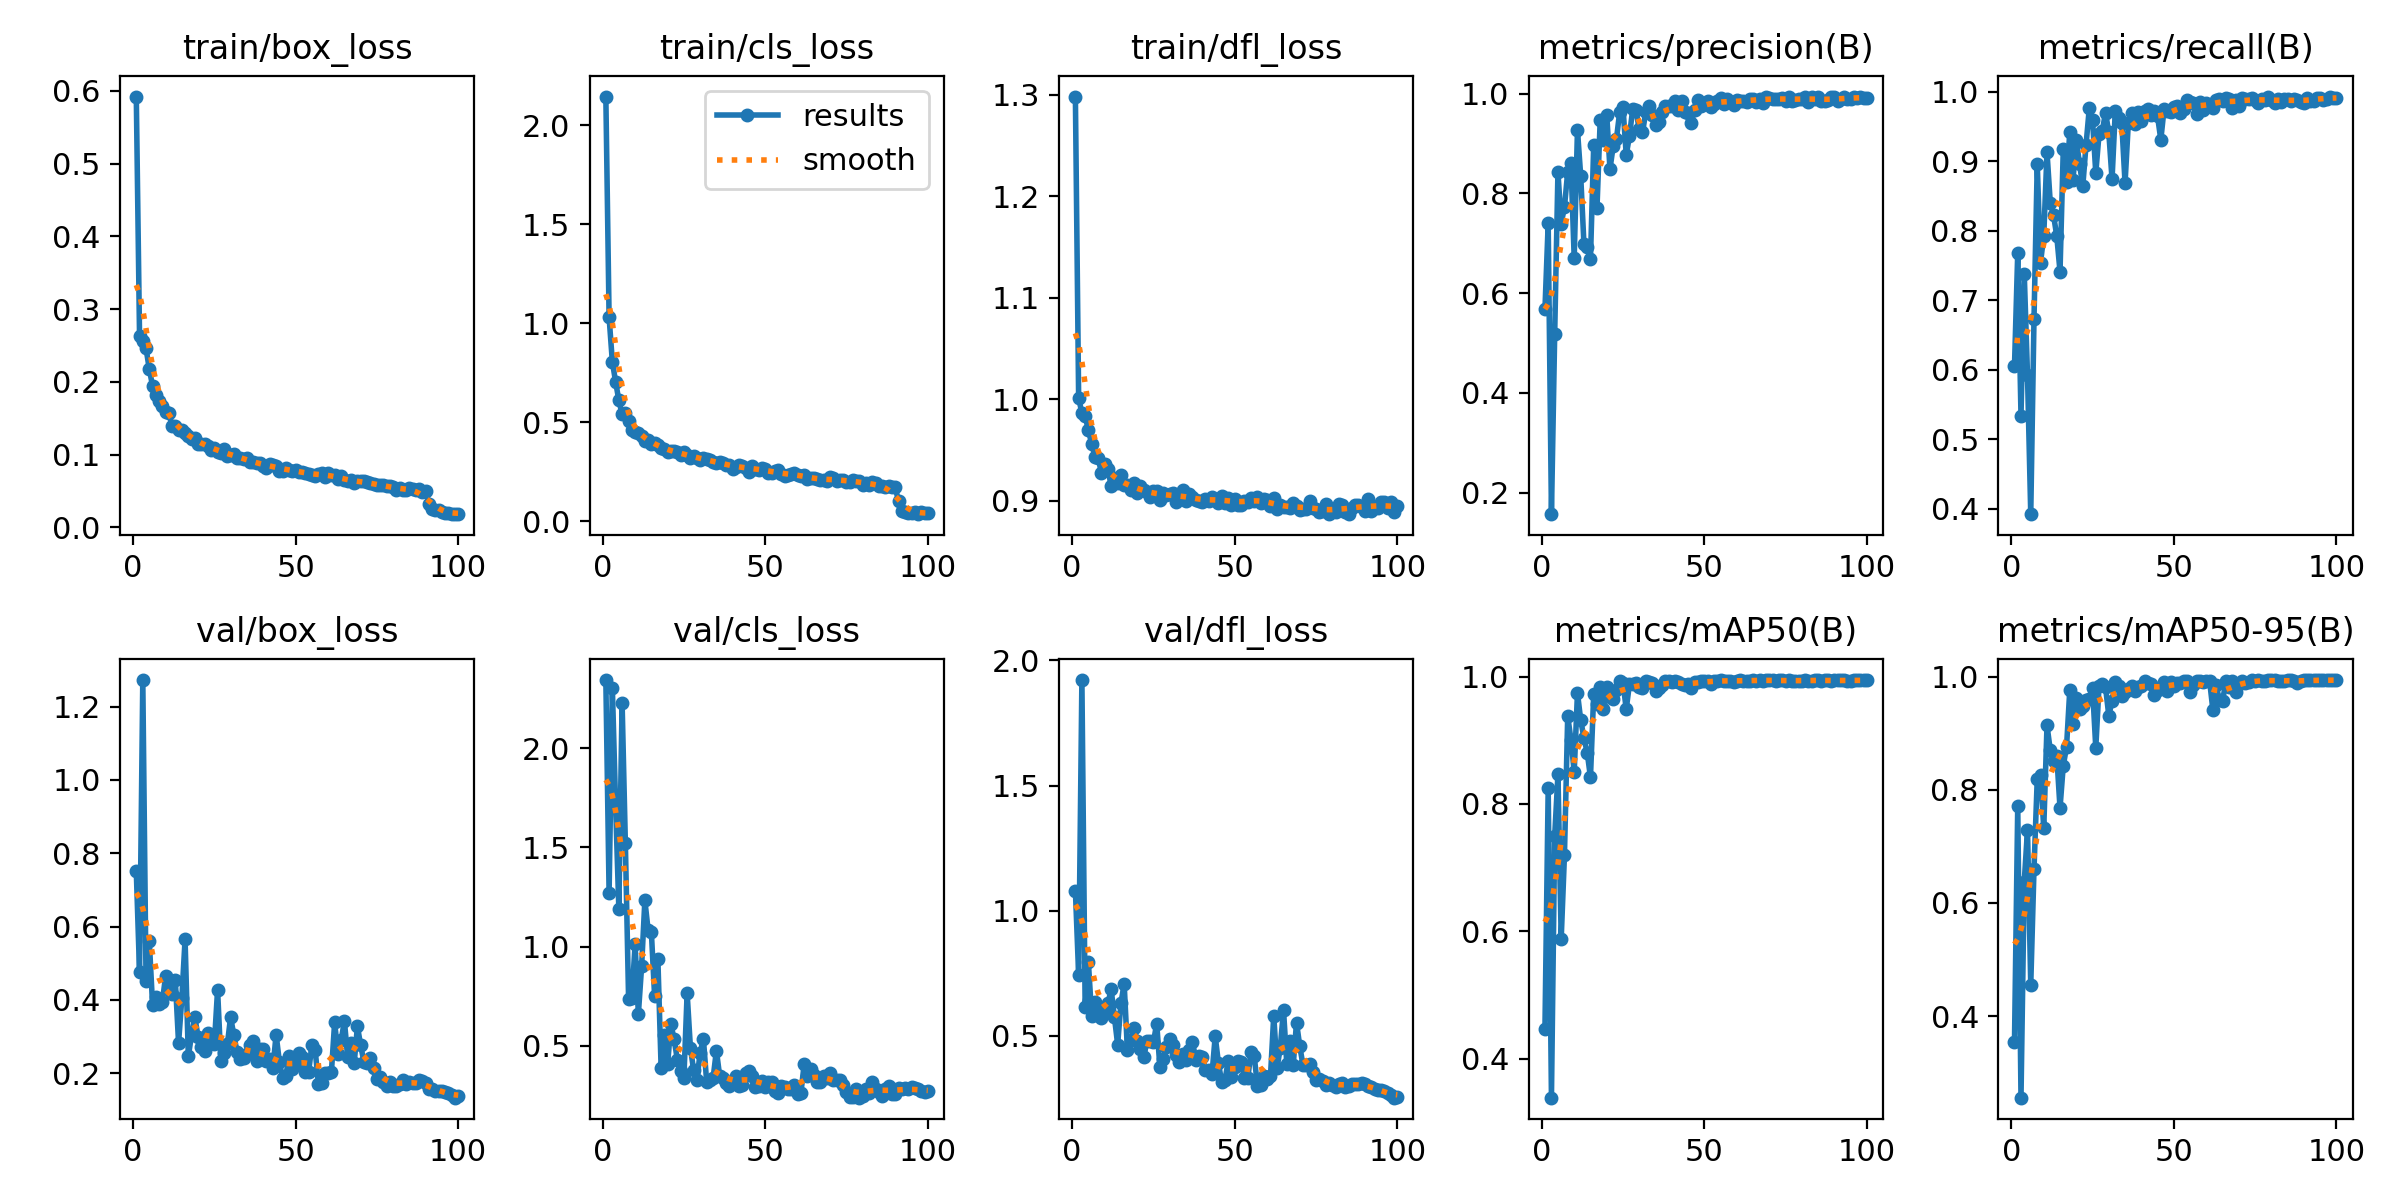 train/box_loss
0.6
0.5
0.4
0.3
0.2
0.1
0.0
0 50 100
train/cls_loss
results
smooth
2.0
1.5
1.0
0.5
0.0
0 50 100
train/dfl_loss
1.3
1.2
1.1
1.0
0.9
0 50 100
metrics/precision(B)
1.0
0.8
0.6
0.4
0.2
0 50 100
metrics/recall(B)
1.0
0.9
0.8
0.7
0.6
0.5
0.4
0 50 100
val/box_loss
1.2
1.0
0.8
0.6
0.4
0.2
0 50 100
val/cls_loss
2.0
1.5
1.0
0.5
0 50 100
val/dfl_loss
2.0
1.5
1.0
0.5
0 50 100
metrics/mAP50(B)
1.0
0.8
0.6
0.4
0 50 100
metrics/mAP50-95(B)
1.0
0.8
0.6
0.4
0 50 100